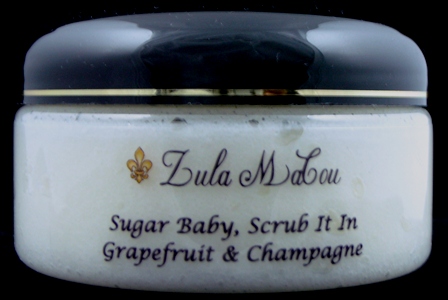 Zula MaLou
Sugar Baby, Scrub It In
Grapefruit & Champagne